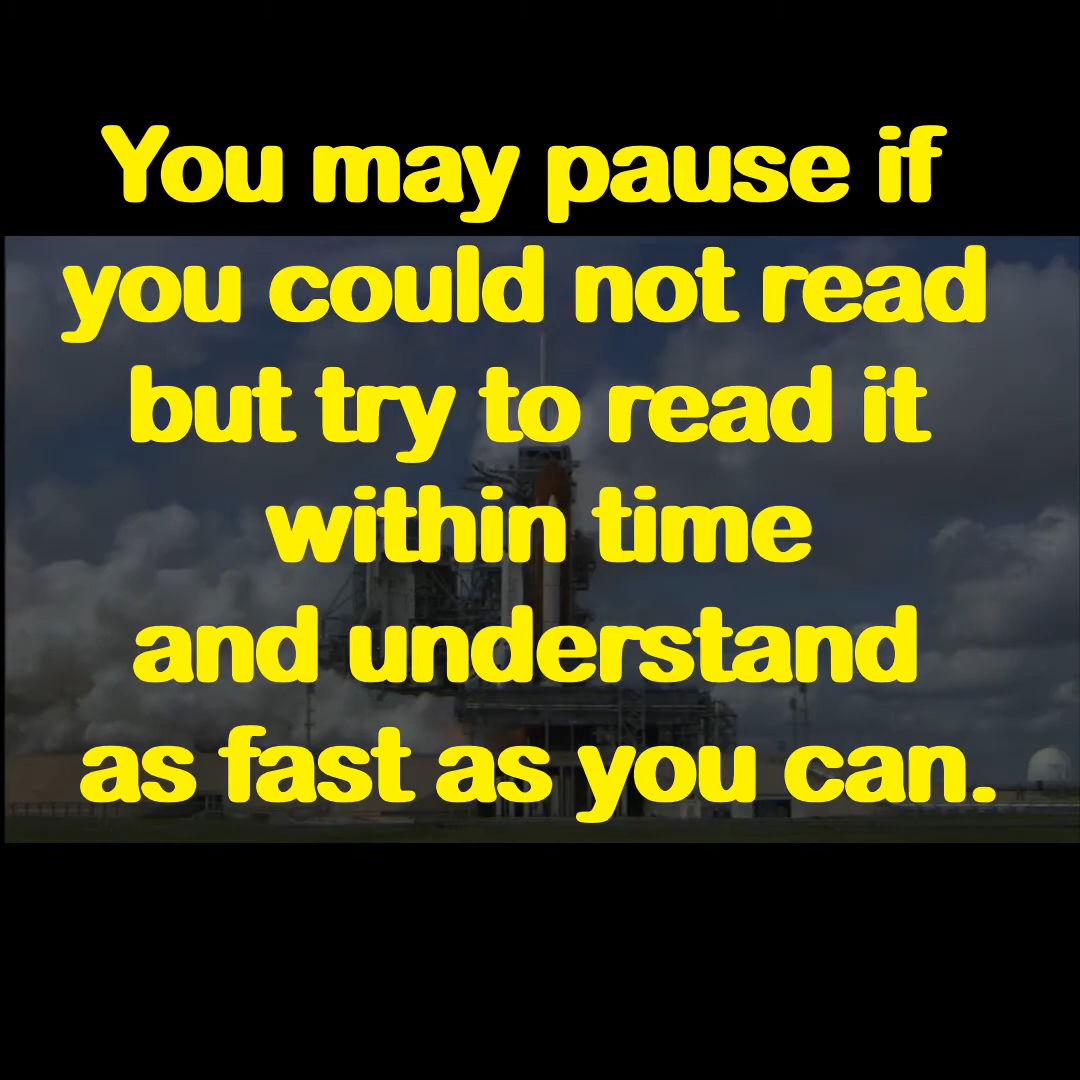 You may pause if
you could not read
but try to read it
within time
and understand
as fast as you can.